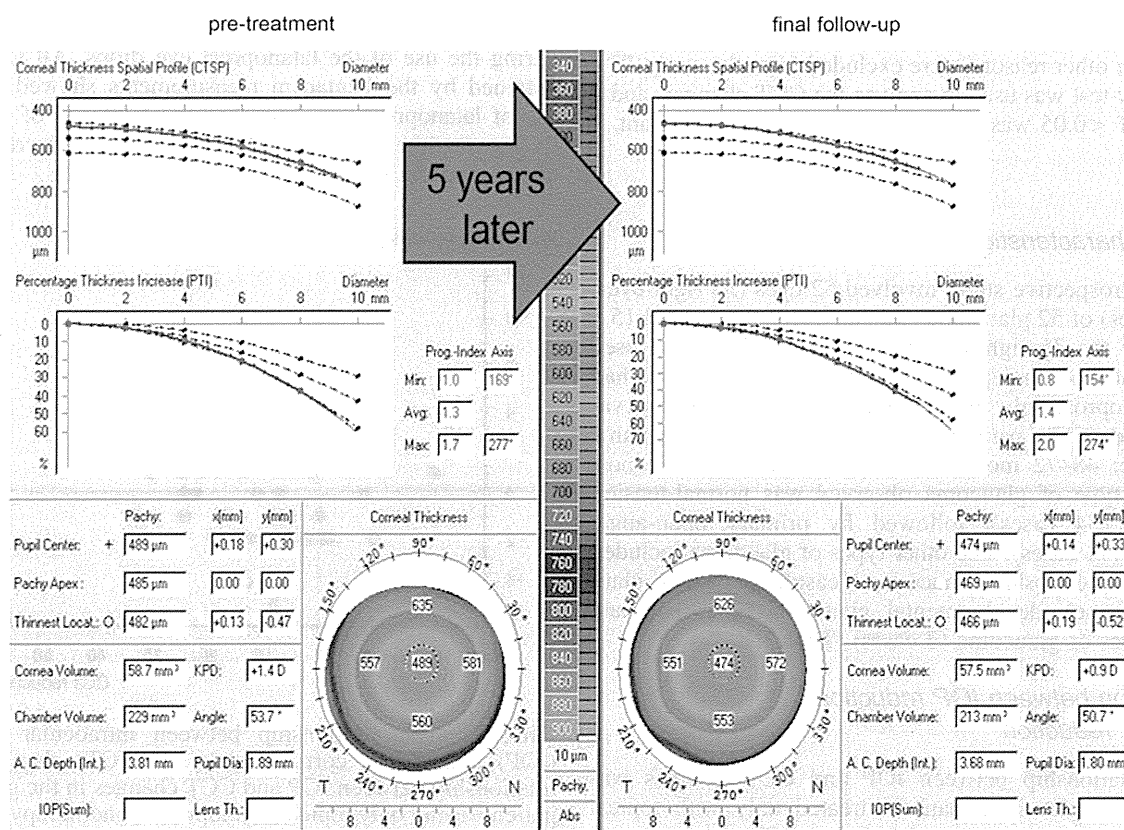 pre-treatment
final follow-up
5 years
later
Corneal Thickness Spatial Profile (CTSP) Diameter
0 2 4 6 8 10 mm
400
600
800
1000
µm
Percentage Thickness Increase (PTI) Diameter
0 2 4 6 8 10 mm
0
10
20
30
40
50
60
%
Prog.-Index Axis
Min: 1.0 169°
Avg: 1.3
Max: 1.7 277°
Pachy: x[mm] y[mm]
Pupil Center: + 489 µm +0.18 +0.30
Pachy Apex: 485 µm 0.00 0.00
Thinnest Locat.: O 482 µm +0.13 -0.47
Cornea Volume: 58.7 mm³ KPD: +1.4 D
Chamber Volume: 229 mm³ Angle: 53.7 °
A. C. Depth (Int.): 3.81 mm Pupil Dia: 1.89 mm
IOP(Sum): Lens Th.:
Corneal Thickness
90°
120° 60°
150° 30°
635
557 489 581
560
210° 330°
240° 300°
T 270° N
8 4 0 4 8
340
360
380
520
540
560
580
600
620
640
660
680
700
720
740
760
780
800
820
840
860
880
900
10 µm
Pachy.
Abs
Corneal Thickness Spatial Profile (CTSP) Diameter
0 2 4 6 8 10 mm
400
600
800
1000
µm
Percentage Thickness Increase (PTI) Diameter
0 2 4 6 8 10 mm
0
10
20
30
40
50
60
70
%
Prog.-Index Axis
Min: 0.8 154°
Avg: 1.4
Max: 2.0 274°
Corneal Thickness
90°
120° 60°
150° 30°
626
551 474 572
553
210° 330°
240° 300°
T 270° N
8 4 0 4 8
Pachy: x[mm] y[mm]
Pupil Center: + 474 µm +0.14 +0.33
Pachy Apex: 469 µm 0.00 0.00
Thinnest Locat.: O 466 µm +0.19 -0.52
Cornea Volume: 57.5 mm³ KPD: +0.9 D
Chamber Volume: 213 mm³ Angle: 50.7 °
A. C. Depth (Int.): 3.68 mm Pupil Dia: 1.80 mm
IOP(Sum): Lens Th.: